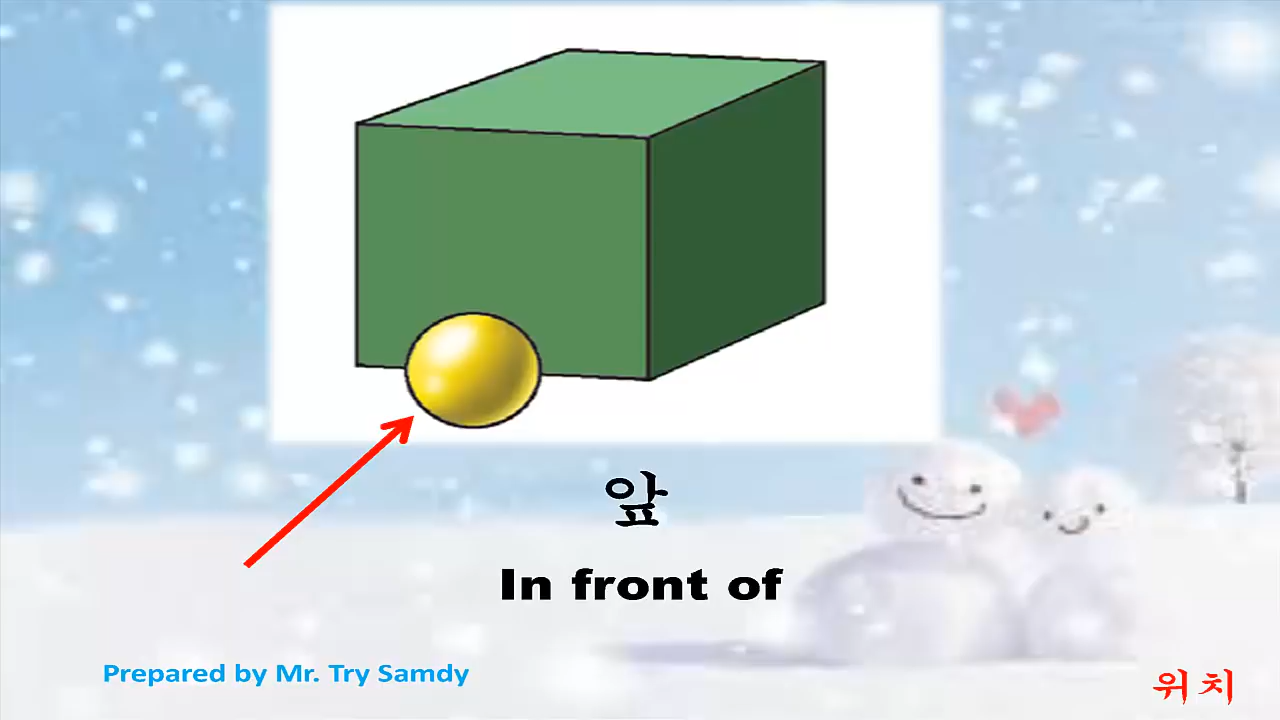 앞
In front of
Prepared by Mr. Try Samdy
위치